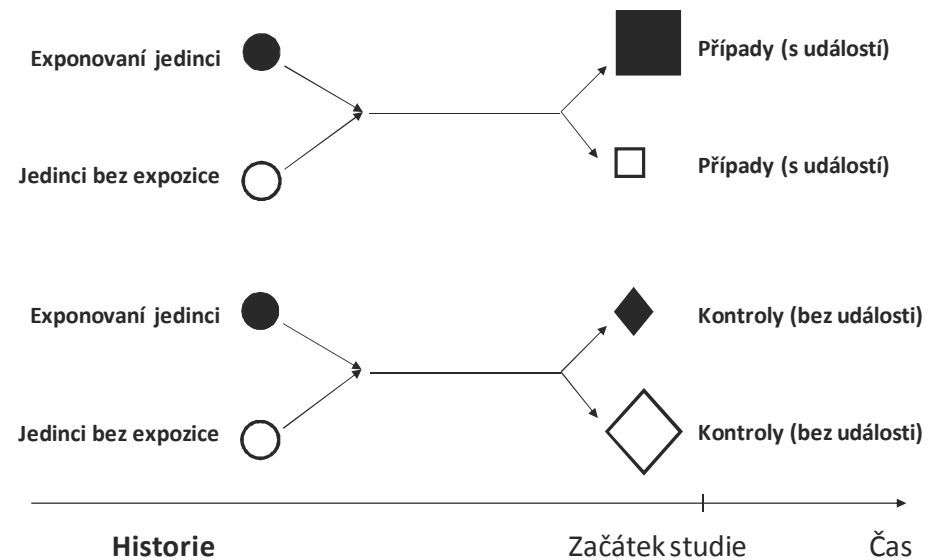 Exponovaní jedinci
Případy (s událostí)
Jedinci bez expozice
Případy (s událostí)
Exponovaní jedinci
Kontroly (bez události)
Jedinci bez expozice
Kontroly (bez události)
Historie
Začátek studie
Čas